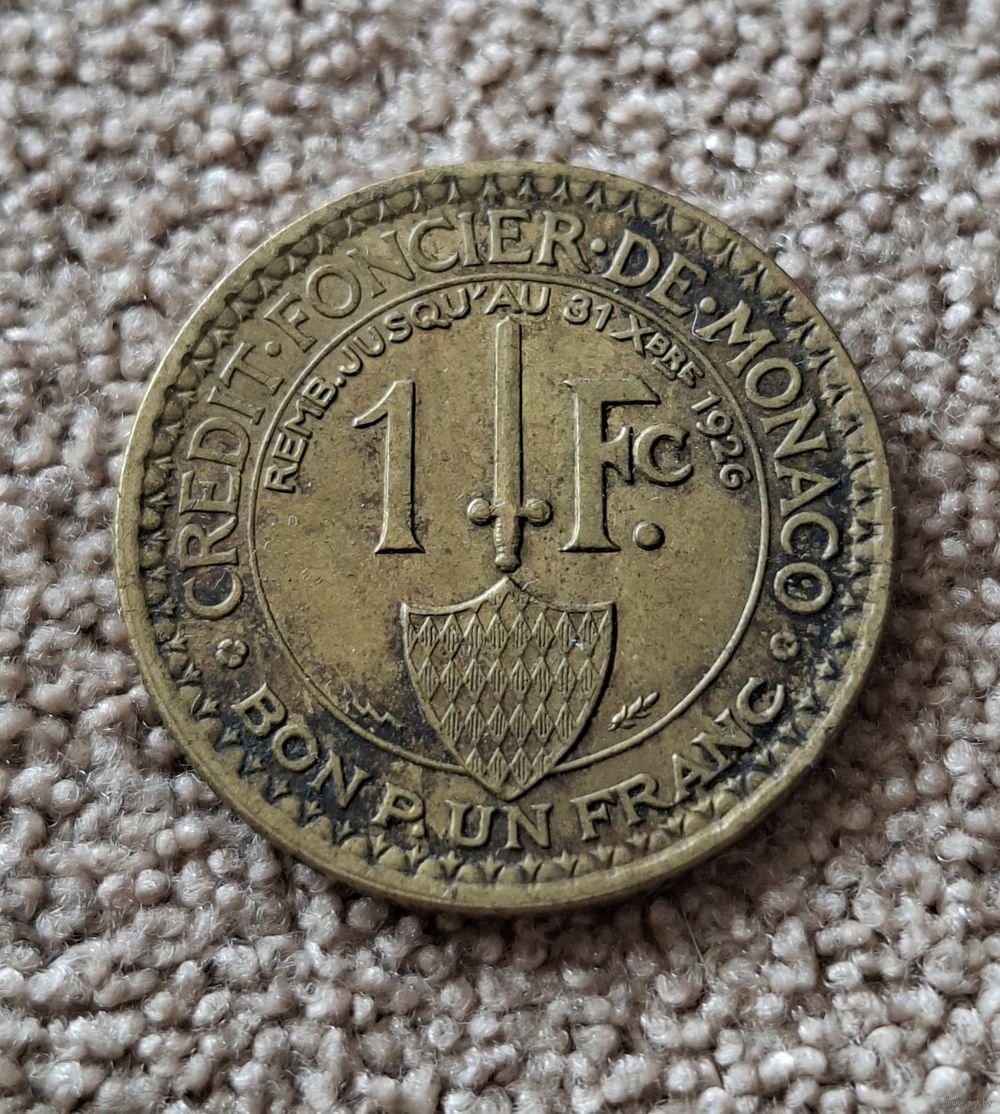 CREDIT·FONCIER·DE·MONACO
REMB. JUSQU'AU 31 XBRE 1926
1 Fc.
BON P. UN FRANC